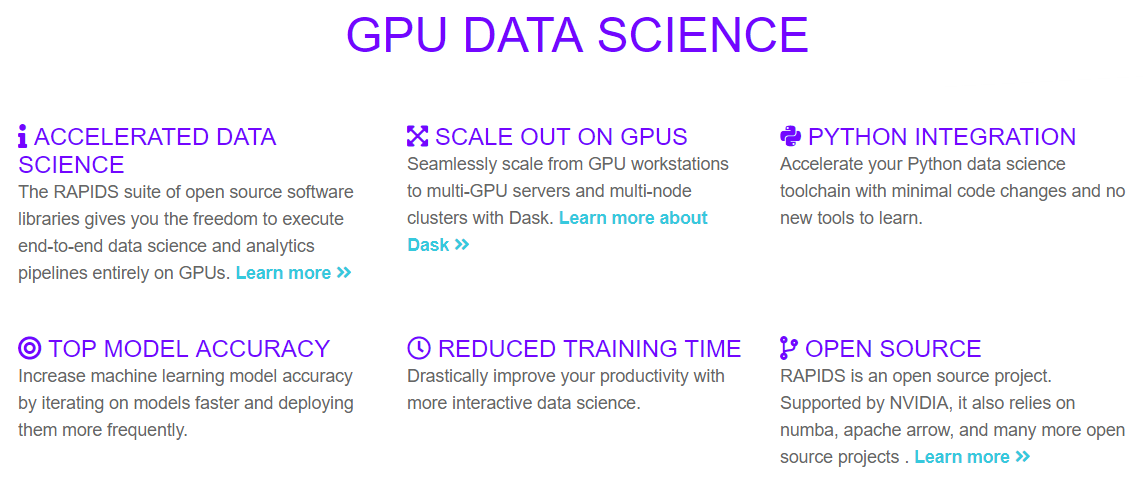 GPU DATA SCIENCE
ACCELERATED DATA
SCIENCE
The RAPIDS suite of open source software
libraries gives you the freedom to execute
end-to-end data science and analytics
pipelines entirely on GPUs. Learn more »
SCALE OUT ON GPUS
Seamlessly scale from GPU workstations
to multi-GPU servers and multi-node
clusters with Dask. Learn more about
Dask »
PYTHON INTEGRATION
Accelerate your Python data science
toolchain with minimal code changes and no
new tools to learn.
TOP MODEL ACCURACY
Increase machine learning model accuracy
by iterating on models faster and deploying
them more frequently.
REDUCED TRAINING TIME
Drastically improve your productivity with
more interactive data science.
OPEN SOURCE
RAPIDS is an open source project.
Supported by NVIDIA, it also relies on
numba, apache arrow, and many more open
source projects . Learn more »